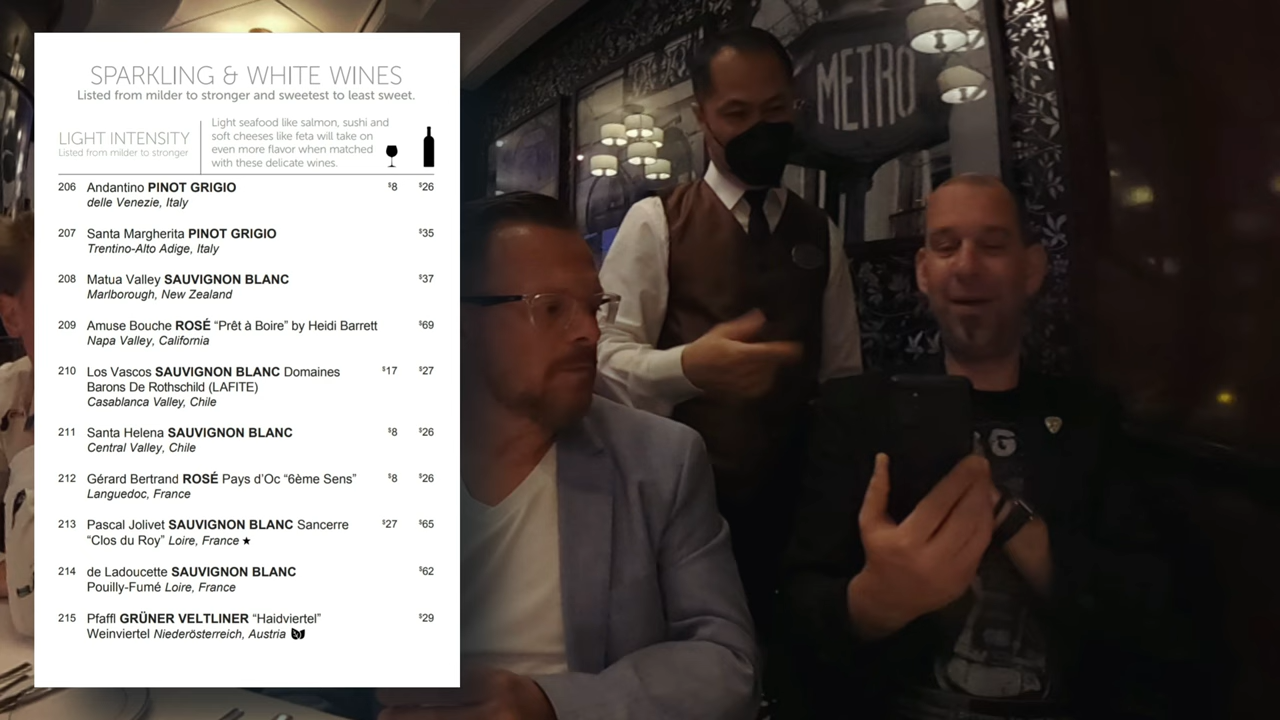 SPARKLING & WHITE WINES
Listed from milder to stronger and sweetest to least sweet.
LIGHT INTENSITY
Listed from milder to stronger
Light seafood like salmon, sushi and
soft cheeses like feta will take on
even more flavor when matched
with these delicate wines.
206 Andantino PINOT GRIGIO $8 $26
delle Venezie, Italy
207 Santa Margherita PINOT GRIGIO $35
Trentino-Alto Adige, Italy
208 Matua Valley SAUVIGNON BLANC $37
Marlborough, New Zealand
209 Amuse Bouche ROSÉ “Prêt à Boire” by Heidi Barrett $69
Napa Valley, California
210 Los Vascos SAUVIGNON BLANC Domaines $17 $27
Barons De Rothschild (LAFITE)
Casablanca Valley, Chile
211 Santa Helena SAUVIGNON BLANC $8 $26
Central Valley, Chile
212 Gérard Bertrand ROSÉ Pays d’Oc “6ème Sens” $8 $26
Languedoc, France
213 Pascal Jolivet SAUVIGNON BLANC Sancerre $27 $65
“Clos du Roy” Loire, France ★
214 de Ladoucette SAUVIGNON BLANC $62
Pouilly-Fumé Loire, France
215 Pfaffl GRÜNER VELTLINER “Haidviertel” $29
Weinviertel Niederösterreich, Austria
METRO